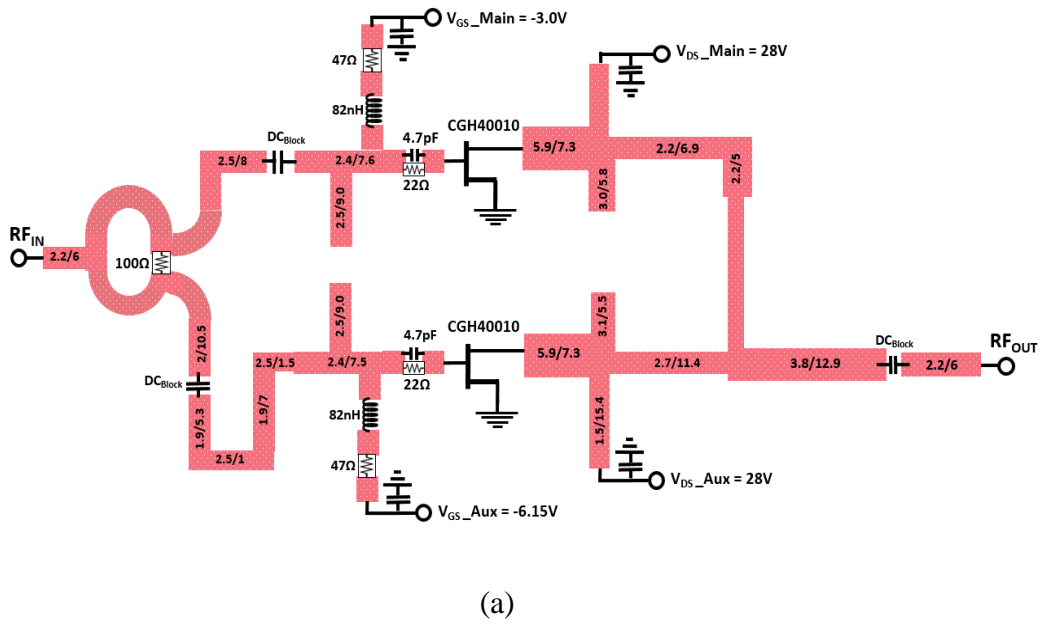 V_GS_Main = -3.0V
47Ω
82nH
V_DS_Main = 28V
DC_Block
4.7pF
CGH40010
2.5/8
2.4/7.6
22Ω
5.9/7.3
2.2/6.9
2.2/5
2.5/9.0
3.0/5.8
RF_IN
2.2/6
100Ω
2.5/9.0
4.7pF
CGH40010
3.1/5.5
2/10.5
2.5/1.5
2.4/7.5
22Ω
5.9/7.3
2.7/11.4
3.8/12.9
DC_Block
2.2/6
RF_OUT
DC_Block
1.9/5.3
1.9/7
82nH
1.5/15.4
2.5/1
47Ω
V_DS_Aux = 28V
V_GS_Aux = -6.15V
(a)